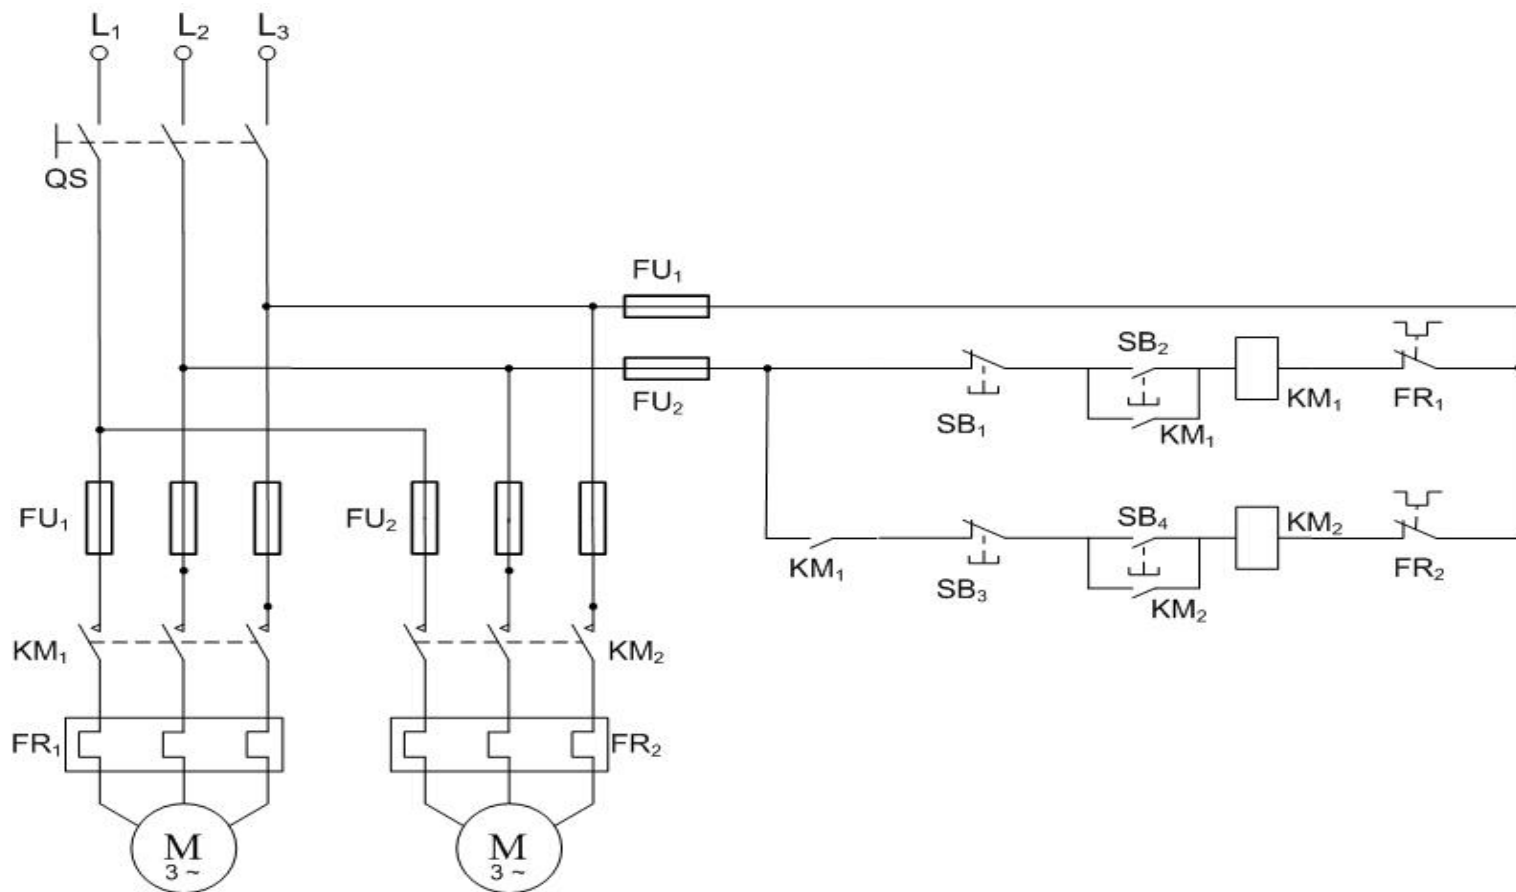 L₁ L₂ L₃
QS
FU₁
FU₂
SB₁
SB₂
KM₁
KM₁
FR₁
FU₁
FU₂
KM₁
SB₃
SB₄
KM₂
KM₂
FR₂
KM₁
KM₂
FR₁
FR₂
M
3 ~
M
3 ~